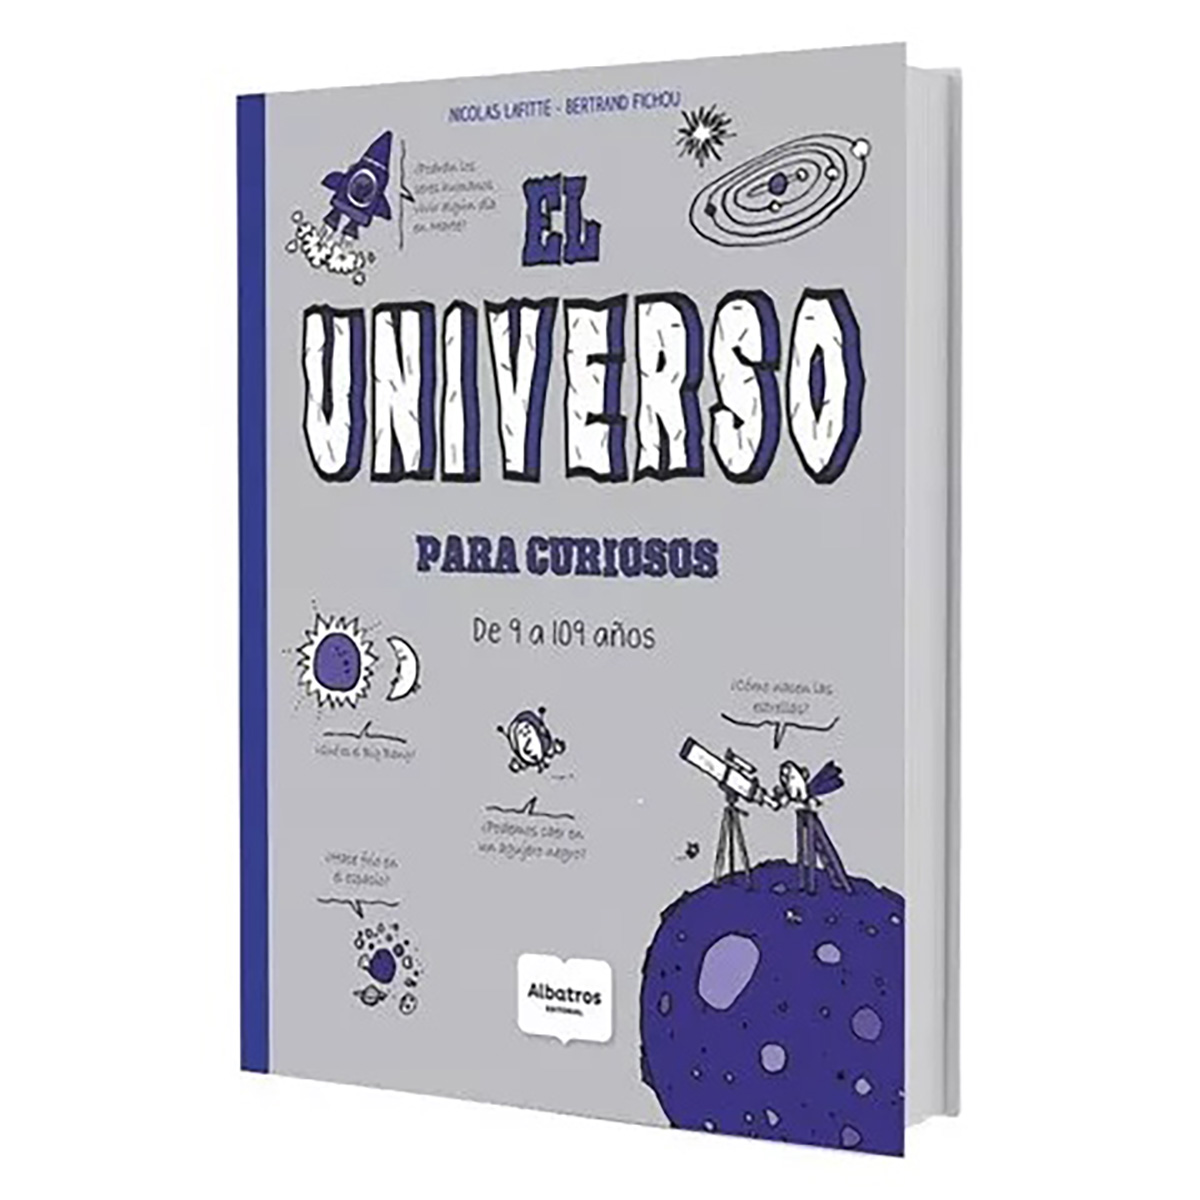 NICOLAS LAFITTE - BERTRAND FICHOU
¿Podrán los
seres humanos
vivir algún día
en Marte?
EL
UNIVERSO
PARA CURIOSOS
De 9 a 109 años
¿Cómo nacen las
estrellas?
¿Qué es el Big Bang?
¿Podemos caer en
un agujero negro?
¿Hace frío en
el espacio?
Albatros
EDITORIAL